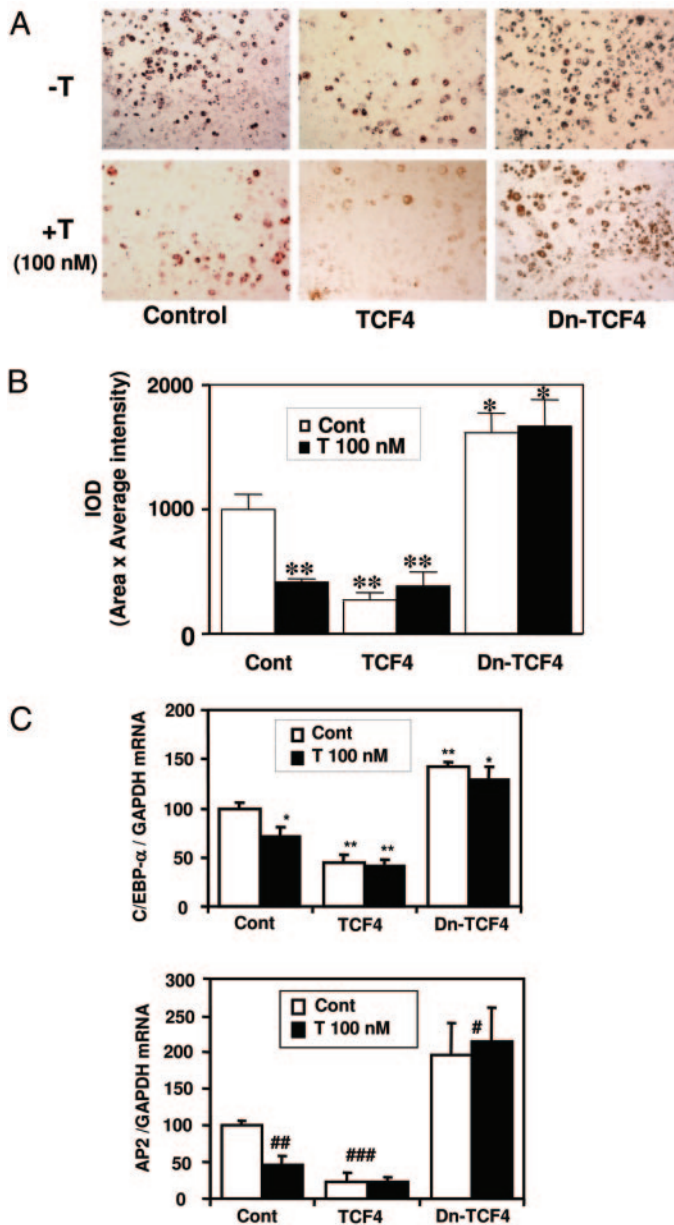 A
-T
+T
(100 nM)
Control TCF4 Dn-TCF4
B
IOD
(Area x Average intensity)
2000
1000
0
Cont
T 100 nM
**
**
**
*
*
Cont TCF4 Dn-TCF4
C
C/EBP-α / GAPDH mRNA
200
150
100
50
0
Cont
T 100 nM
*
**
**
**
*
Cont TCF4 Dn-TCF4
AP2 /GAPDH mRNA
300
250
200
150
100
50
0
Cont
T 100 nM
##
###
#
Cont TCF4 Dn-TCF4